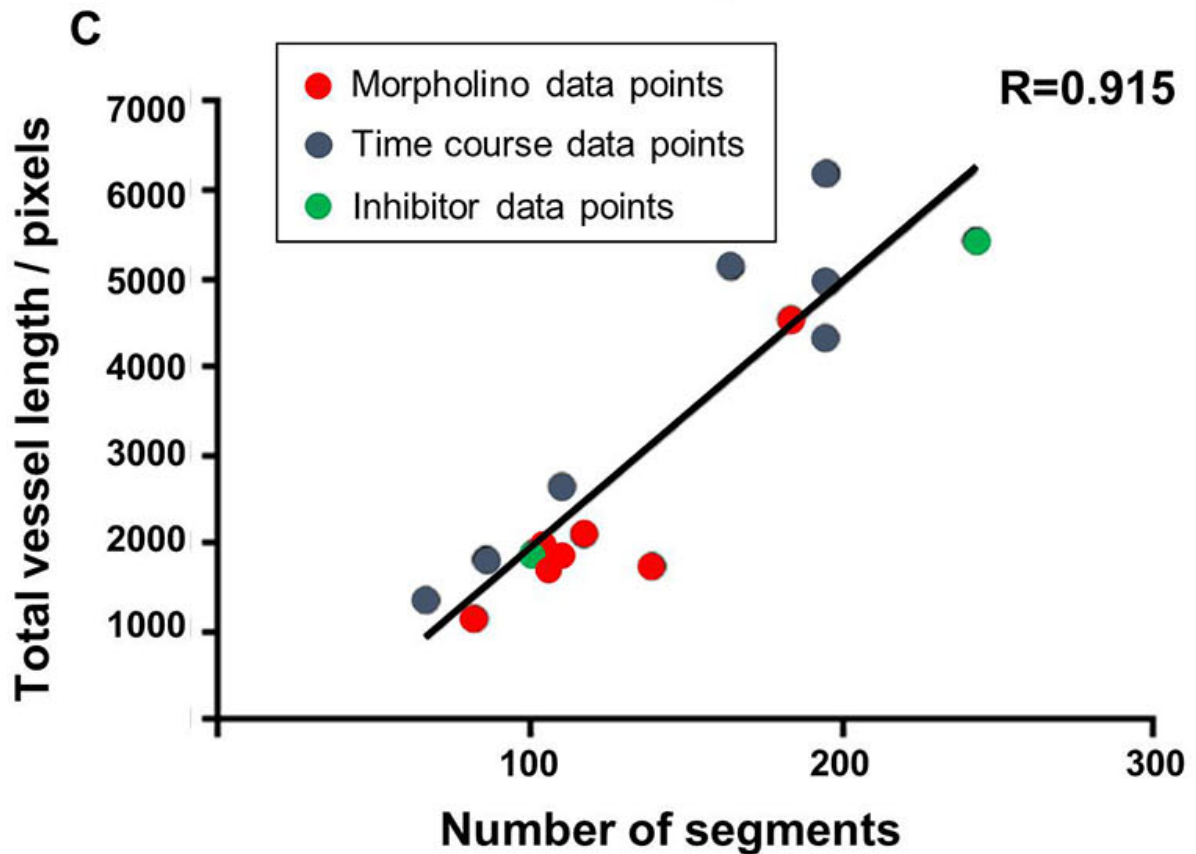 C
Morpholino data points
Time course data points
Inhibitor data points
R=0.915
Total vessel length / pixels
7000
6000
5000
4000
3000
2000
1000
100 200 300
Number of segments